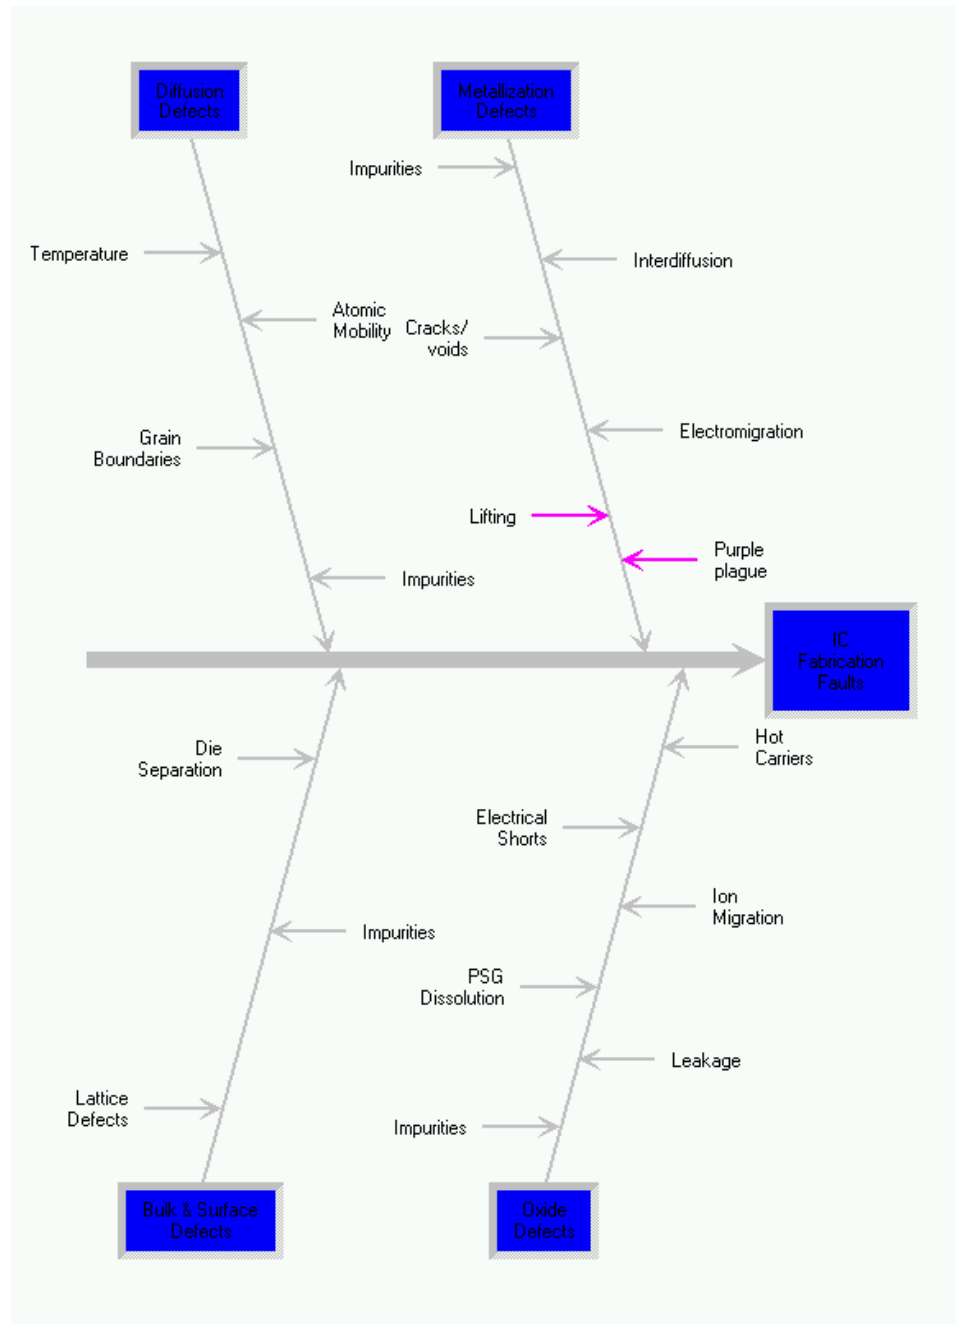 Diffusion
Defects
Metallization
Defects
Impurities
Temperature
Interdiffusion
Atomic
Mobility
Cracks/
voids
Grain
Boundaries
Electromigration
Lifting
Purple
plague
Impurities
IC
Fabrication
Faults
Die
Separation
Hot
Carriers
Electrical
Shorts
Ion
Migration
Impurities
PSG
Dissolution
Leakage
Lattice
Defects
Impurities
Bulk & Surface
Defects
Oxide
Defects